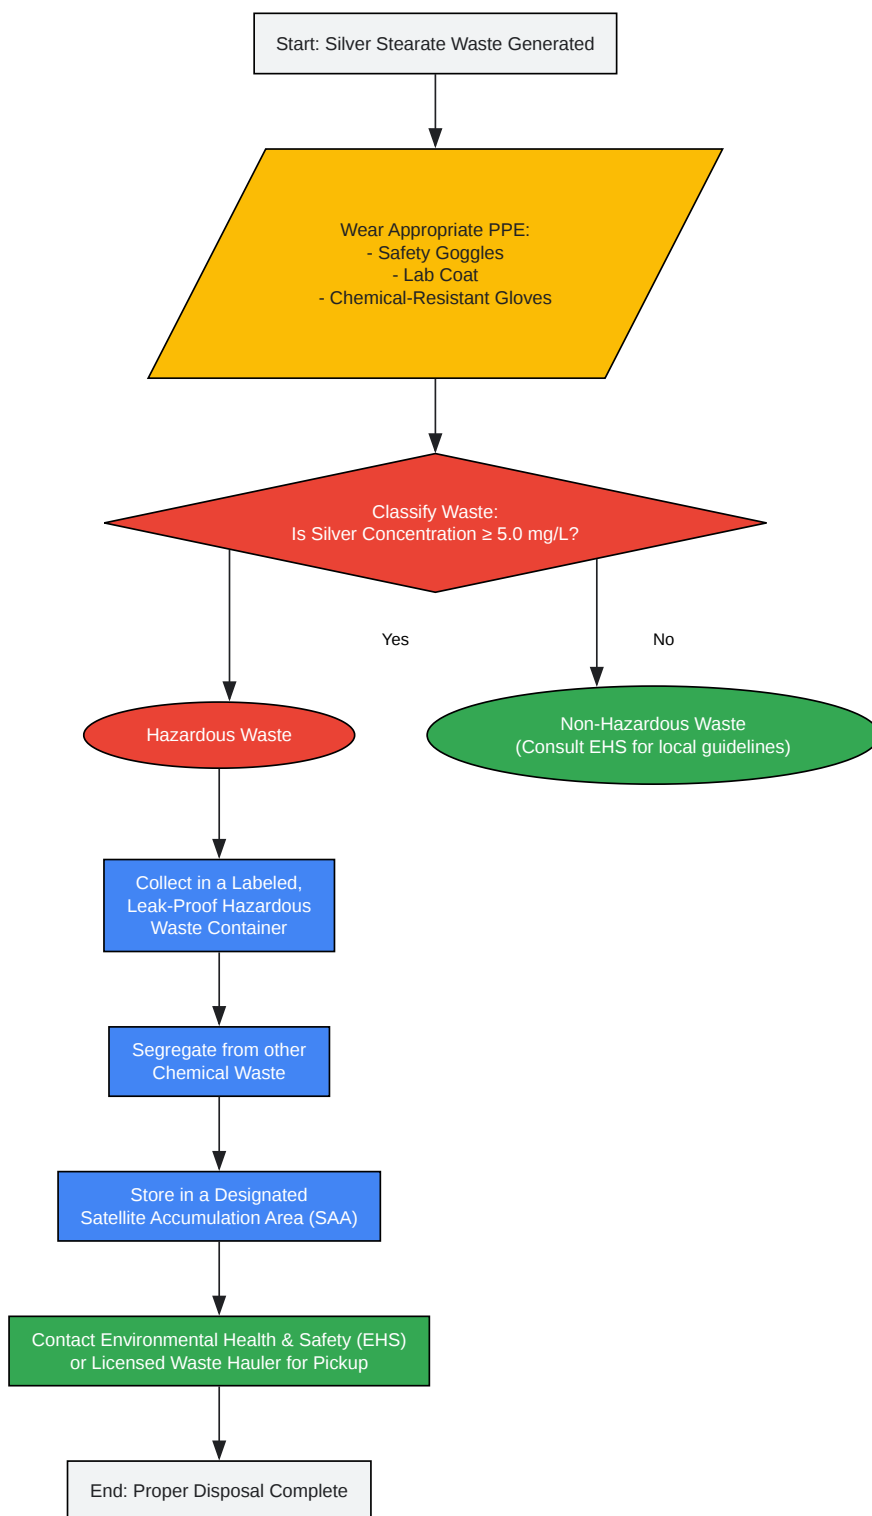 Start: Silver Stearate Waste Generated
Wear Appropriate PPE:
- Safety Goggles
- Lab Coat
- Chemical-Resistant Gloves
Classify Waste:
Is Silver Concentration ≥ 5.0 mg/L?
Yes
No
Hazardous Waste
Non-Hazardous Waste
(Consult EHS for local guidelines)
Collect in a Labeled,
Leak-Proof Hazardous
Waste Container
Segregate from other
Chemical Waste
Store in a Designated
Satellite Accumulation Area (SAA)
Contact Environmental Health & Safety (EHS)
or Licensed Waste Hauler for Pickup
End: Proper Disposal Complete